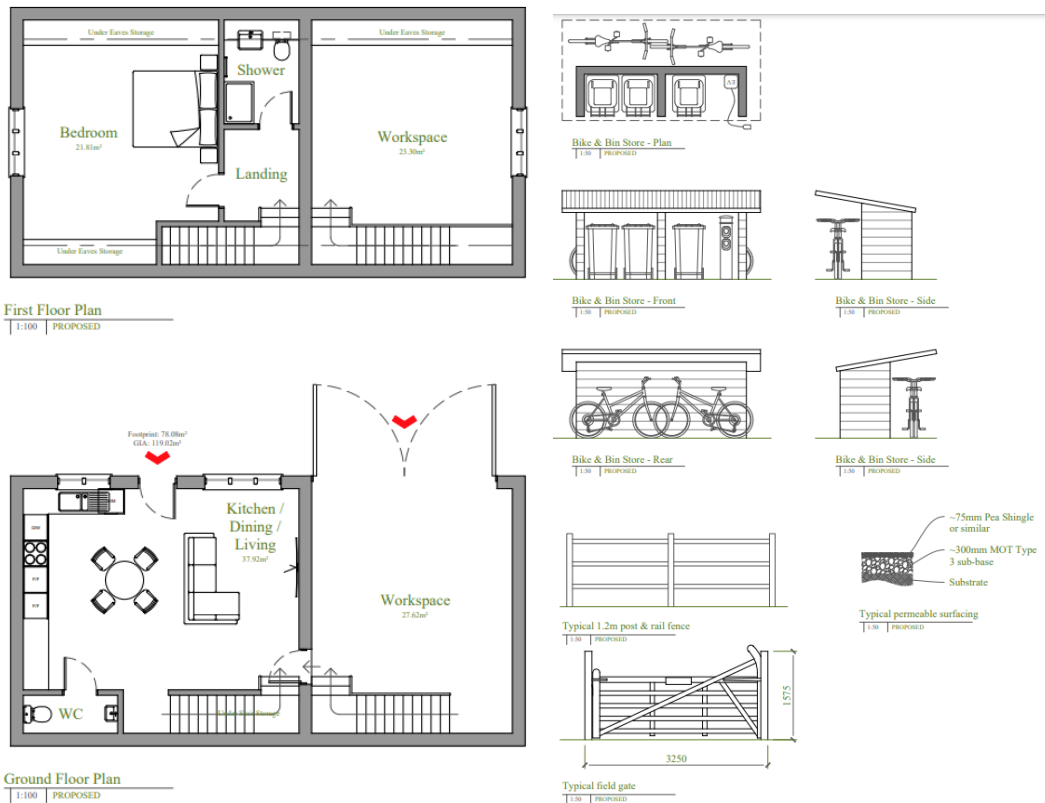 Under Eaves Storage
Under Eaves Storage
Shower
Bedroom
21.81m²
Workspace
23.30m²
Landing
Under Eaves Storage
First Floor Plan
1:100 PROPOSED
Footprint: 78.08m²
GIA: 119.02m²
Kitchen /
Dining /
Living
37.92m²
D/W
F/F
F/F
Workspace
27.62m²
WC
Under Stair Storage
Ground Floor Plan
1:100 PROPOSED
EV
Bike & Bin Store - Plan
1:50 PROPOSED
Bike & Bin Store - Front
1:50 PROPOSED
Bike & Bin Store - Side
1:50 PROPOSED
Bike & Bin Store - Rear
1:50 PROPOSED
Bike & Bin Store - Side
1:50 PROPOSED
~75mm Pea Shingle
or similar
~300mm MOT Type
3 sub-base
Substrate
Typical permeable surfacing
1:50 PROPOSED
Typical 1.2m post & rail fence
1:50 PROPOSED
1575
3250
Typical field gate
1:50 PROPOSED